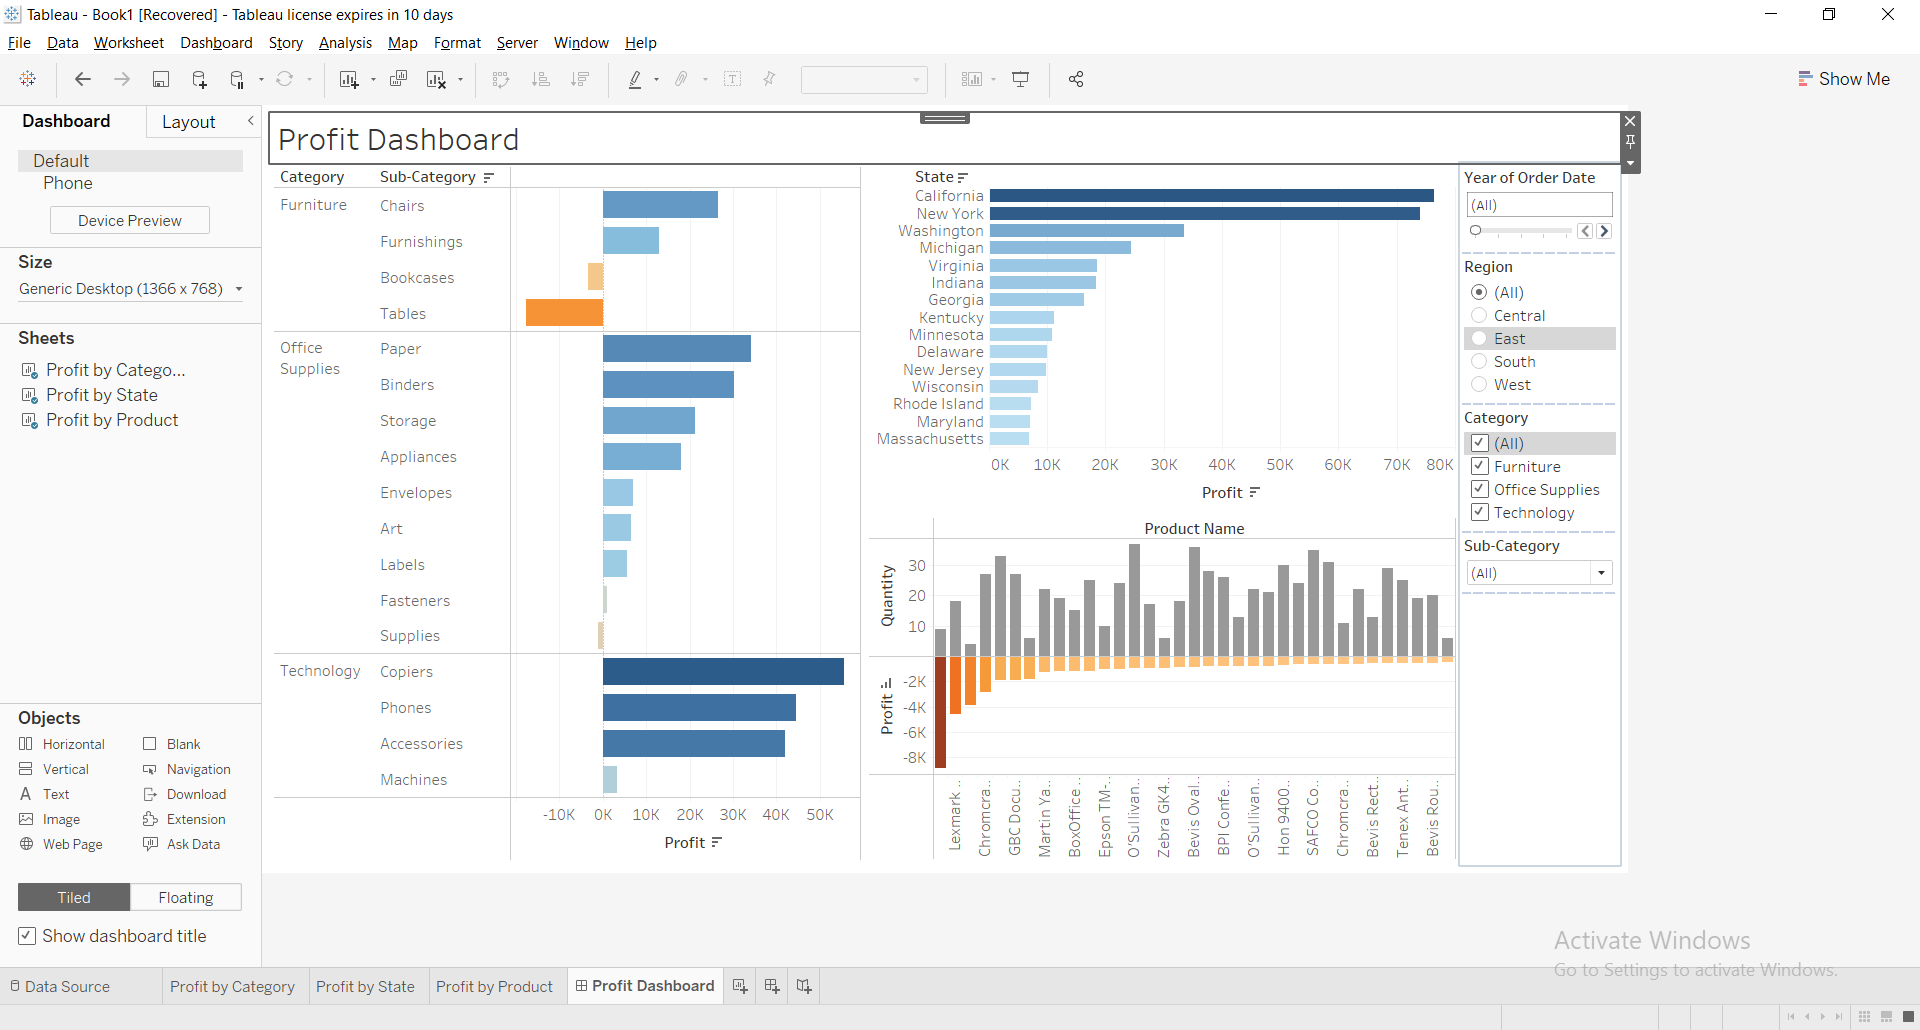 Tableau - Book1 [Recovered] - Tableau license expires in 10 days
File Data Worksheet Dashboard Story Analysis Map Format Server Window Help
Show Me
Dashboard
Layout
Default
Phone
Device Preview
Size
Generic Desktop (1366 x 768)
Sheets
Profit by Catego...
Profit by State
Profit by Product
Objects
Horizontal Blank
Vertical Navigation
Text Download
Image Extension
Web Page Ask Data
Tiled Floating
Show dashboard title
Profit Dashboard
Category Sub-Category
Furniture Chairs
Furnishings
Bookcases
Tables
Office
Supplies
Paper
Binders
Storage
Appliances
Envelopes
Art
Labels
Fasteners
Supplies
Technology Copiers
Phones
Accessories
Machines
-10K 0K 10K 20K 30K 40K 50K
Profit
State
California
New York
Washington
Michigan
Virginia
Indiana
Georgia
Kentucky
Minnesota
Delaware
New Jersey
Wisconsin
Rhode Island
Maryland
Massachusetts
0K 10K 20K 30K 40K 50K 60K 70K 80K
Profit
Product Name
Quantity
30
20
10
Profit
-2K
-4K
-6K
-8K
Lexmark ..
Chromcra..
GBC Docu..
Martin Ya..
BoxOffice ..
Epson TM-..
O'Sullivan..
Zebra GK4..
Bevis Oval..
BPI Confe..
O'Sullivan..
Hon 9400..
SAFCO Co..
Chromcra..
Bevis Rect..
Tenex Ant..
Bevis Rou..
Year of Order Date
(All)
Region
(All)
Central
East
South
West
Category
(All)
Furniture
Office Supplies
Technology
Sub-Category
(All)
Activate Windows
Go to Settings to activate Windows.
Data Source Profit by Category Profit by State Profit by Product Profit Dashboard